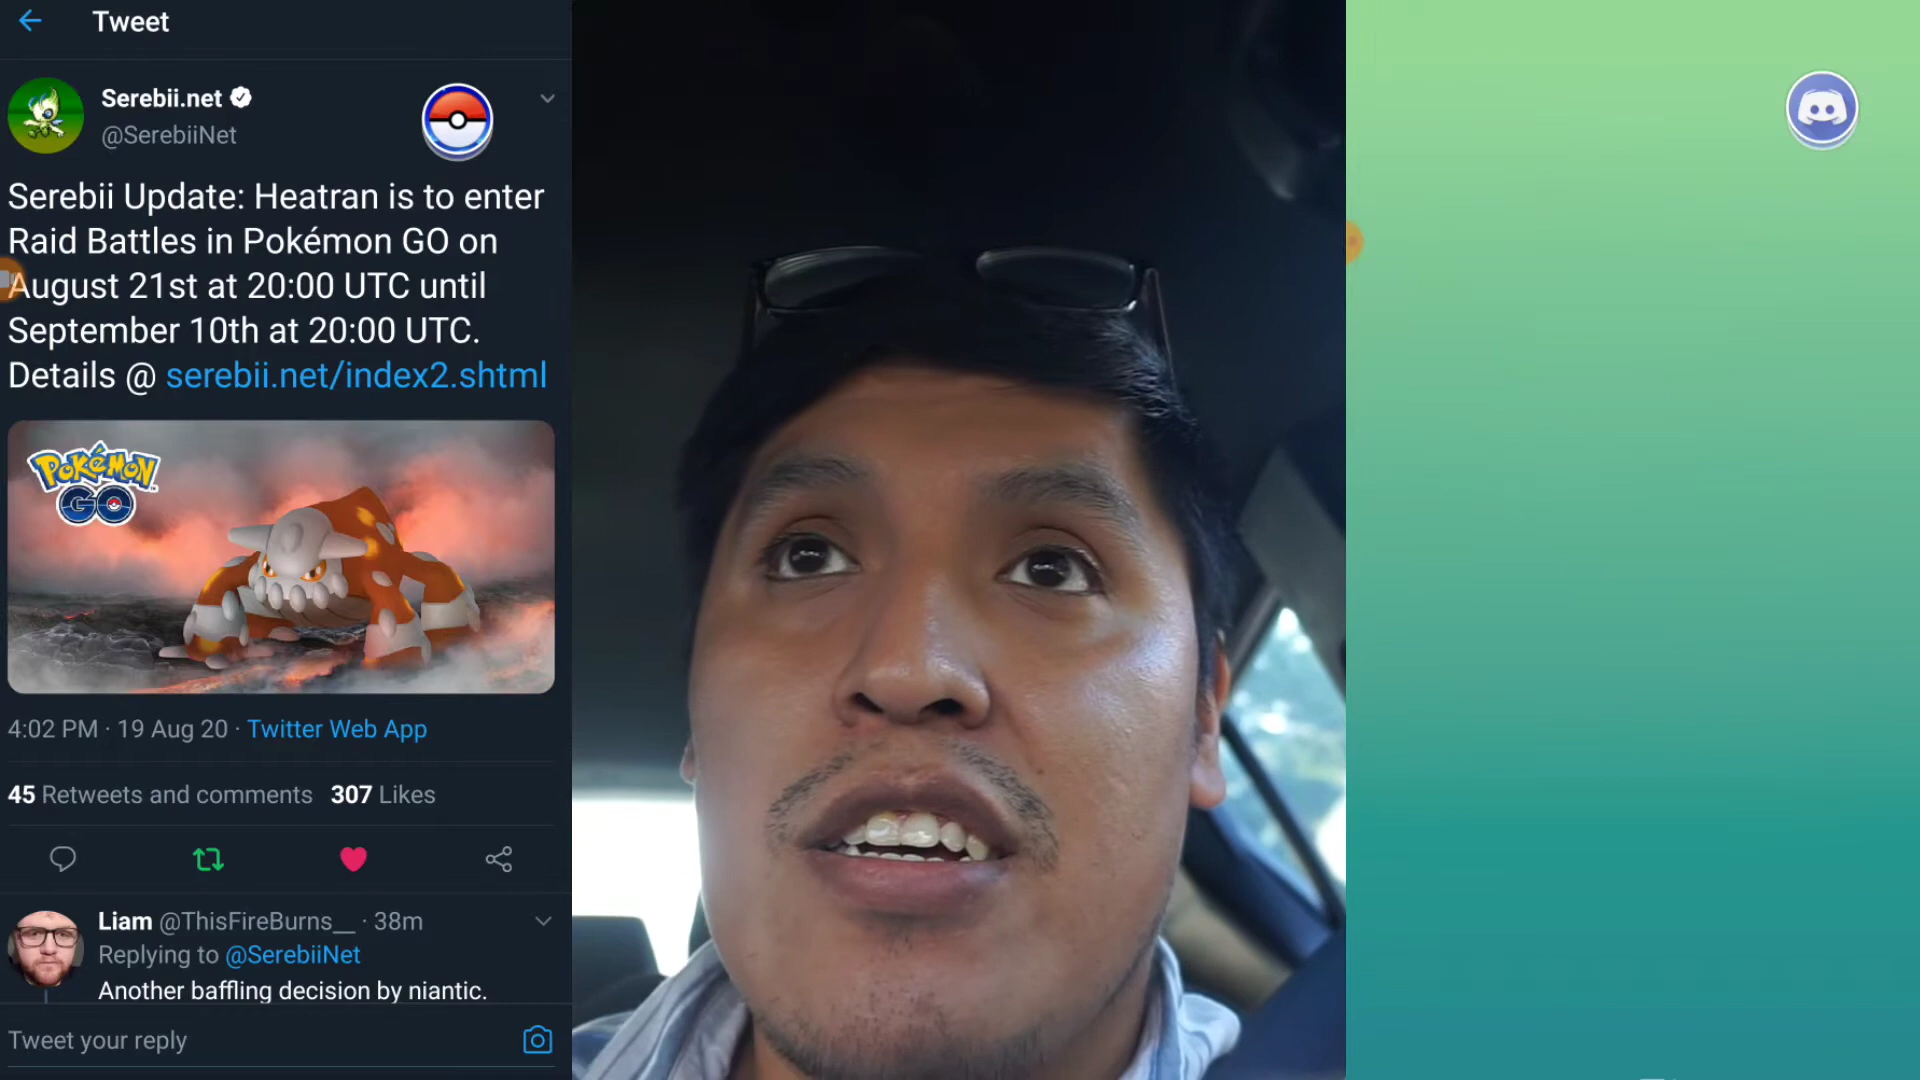 Tweet
Serebii.net
@SerebiiNet
Serebii Update: Heatran is to enter
Raid Battles in Pokémon GO on
August 21st at 20:00 UTC until
September 10th at 20:00 UTC.
Details @ serebii.net/index2.shtml
POKÉMON
GO
4:02 PM · 19 Aug 20 · Twitter Web App
45 Retweets and comments 307 Likes
Liam @ThisFireBurns__ · 38m
Replying to @SerebiiNet
Another baffling decision by niantic.
Tweet your reply